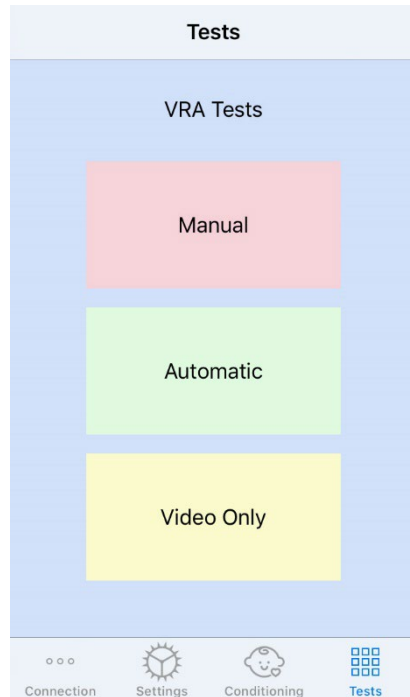 Tests
VRA Tests
Manual
Automatic
Video Only
Connection Settings Conditioning Tests